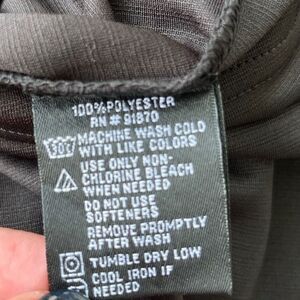 100%POLYESTER
RN # 91870
MACHINE WASH COLD
WITH LIKE COLORS
USE ONLY NON-
CHLORINE BLEACH
WHEN NEEDED
DO NOT USE
SOFTENERS
REMOVE PROMPTLY
AFTER WASH
TUMBLE DRY LOW
COOL IRON IF
NEEDED